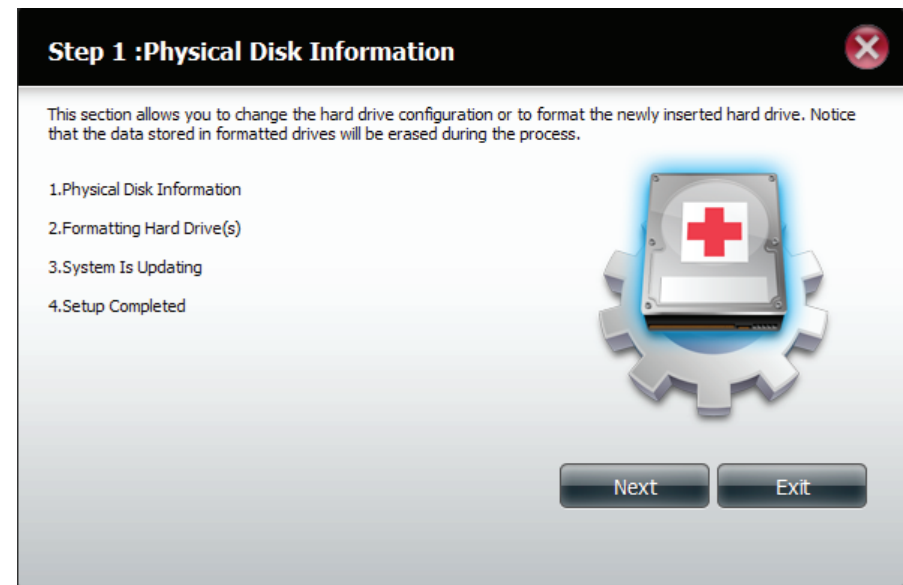 Step 1 :Physical Disk Information
This section allows you to change the hard drive configuration or to format the newly inserted hard drive. Notice
that the data stored in formatted drives will be erased during the process.
1.Physical Disk Information
2.Formatting Hard Drive(s)
3.System Is Updating
4.Setup Completed
Next
Exit